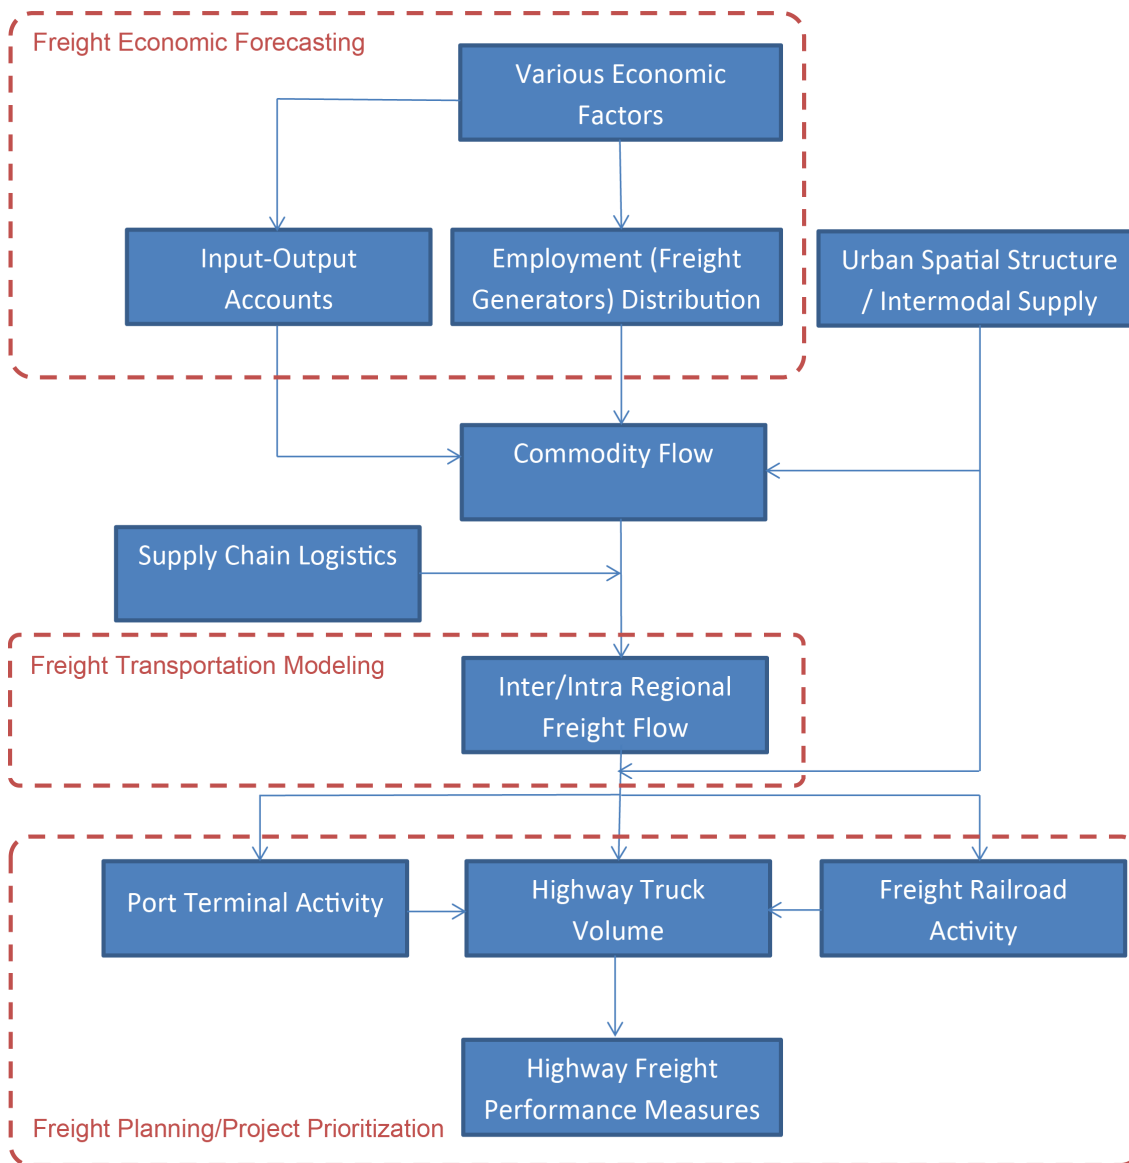 Freight Economic Forecasting
Various Economic
Factors
Input-Output
Accounts
Employment (Freight
Generators) Distribution
Urban Spatial Structure
/ Intermodal Supply
Commodity Flow
Supply Chain Logistics
Freight Transportation Modeling
Inter/Intra Regional
Freight Flow
Port Terminal Activity
Highway Truck
Volume
Freight Railroad
Activity
Highway Freight
Performance Measures
Freight Planning/Project Prioritization